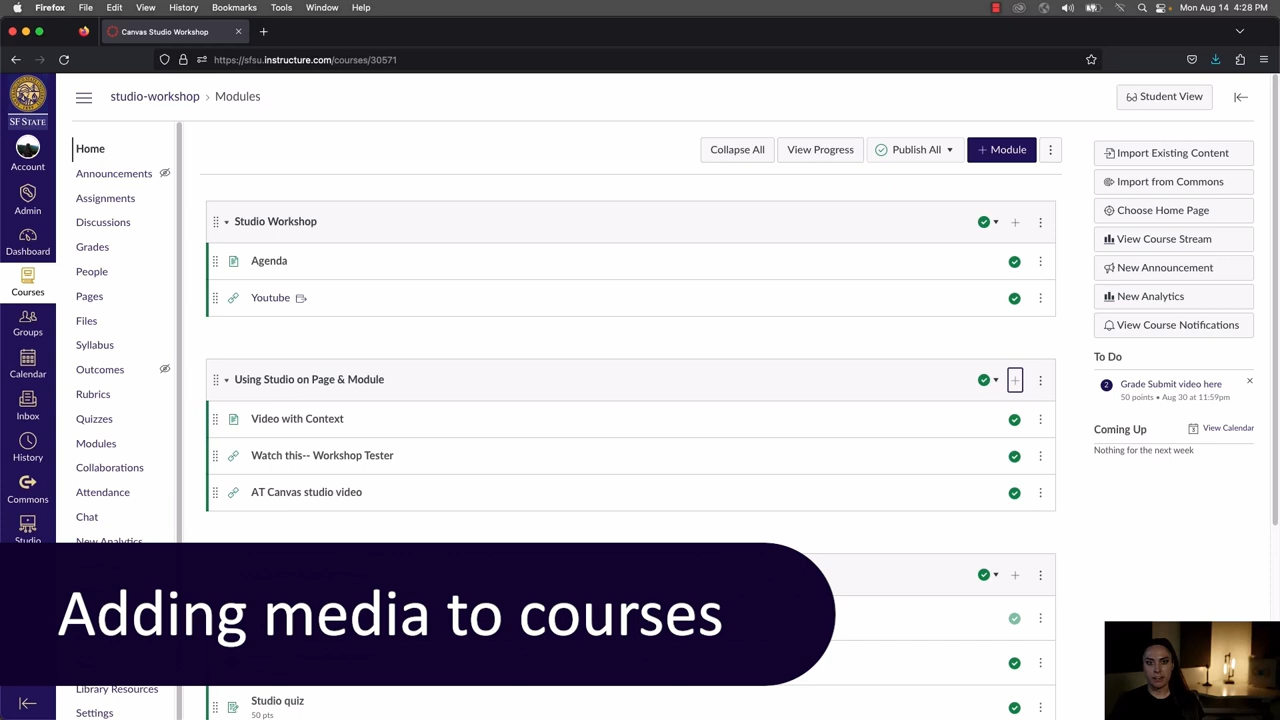 Firefox File Edit View History Bookmarks Tools Window Help Mon Aug 14 4:28 PM
Canvas Studio Workshop
https://sfsu.instructure.com/courses/30571
SF STATE
Account
Admin
Dashboard
Courses
Groups
Calendar
Inbox
History
Commons
Studio
studio-workshop › Modules
Student View
Home
Announcements
Assignments
Discussions
Grades
People
Pages
Files
Syllabus
Outcomes
Rubrics
Quizzes
Modules
Collaborations
Attendance
Chat
New Analytics
Library Resources
Settings
Collapse All View Progress Publish All + Module
Studio Workshop
Agenda
Youtube
Using Studio on Page & Module
Video with Context
Watch this-- Workshop Tester
AT Canvas studio video
Studio quiz
50 pts
Import Existing Content
Import from Commons
Choose Home Page
View Course Stream
New Announcement
New Analytics
View Course Notifications
To Do
2 Grade Submit video here
50 points • Aug 30 at 11:59pm
Coming Up View Calendar
Nothing for the next week
Adding media to courses